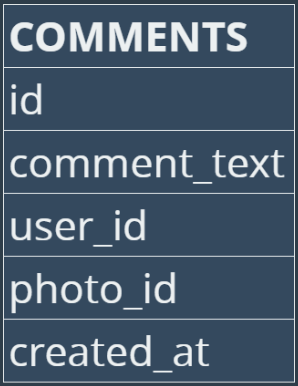 COMMENTS
id
comment_text
user_id
photo_id
created_at